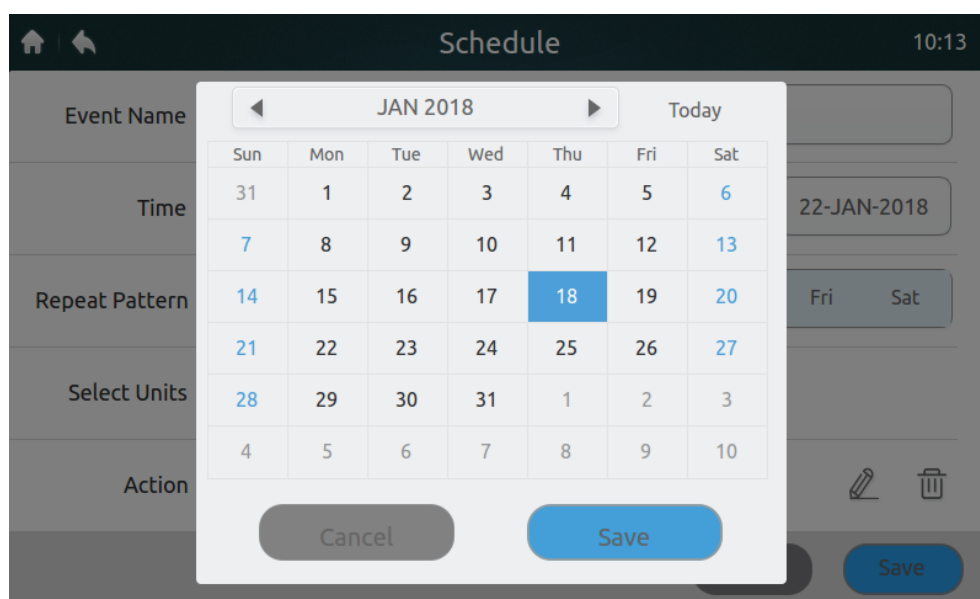 Schedule 10:13
Event Name
JAN 2018 Today
Sun Mon Tue Wed Thu Fri Sat
31 1 2 3 4 5 6
Time
22-JAN-2018
7 8 9 10 11 12 13
Repeat Pattern
14 15 16 17 18 19 20
Fri Sat
21 22 23 24 25 26 27
Select Units
28 29 30 31 1 2 3
4 5 6 7 8 9 10
Action
Cancel Save
Save